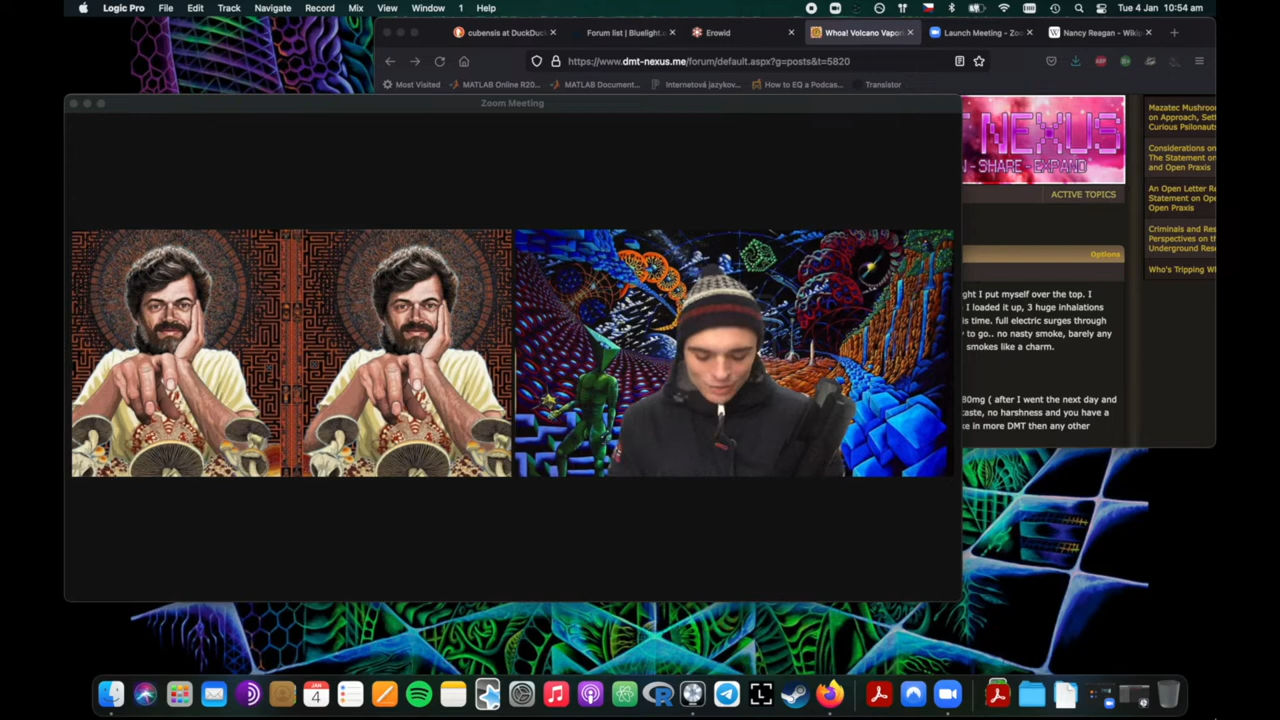 Logic Pro File Edit Track Navigate Record Mix View Window 1 Help Tue 4 Jan 10:54 am
cubensis at DuckDuc Forum list | Bluelight. Erowid Whoa! Volcano Vapori Launch Meeting - Zoo Nancy Reagan - Wikip
https://www.dmt-nexus.me/forum/default.aspx?g=posts&t=5820
Most Visited MATLAB Online R20... MATLAB Document... Internetová jazykov... How to EQ a Podcas... Transistor
Zoom Meeting
NEXUS
- SHARE - EXPAND
ACTIVE TOPICS
Options
ght I put myself over the top. I
I loaded it up, 3 huge inhalations
is time. full electric surges through
to go.. no nasty smoke, barely any
smokes like a charm.
80mg ( after I went the next day and
taste, no harshness and you have a
ke in more DMT then any other
Mazatec Mushroo
on Approach, Set
Curious Psilonauts
Considerations on
The Statement on
and Open Praxis
An Open Letter Re
Statement on Ope
Open Praxis
Criminals and Res
Perspectives on th
Underground Rese
Who's Tripping W
JAN
4